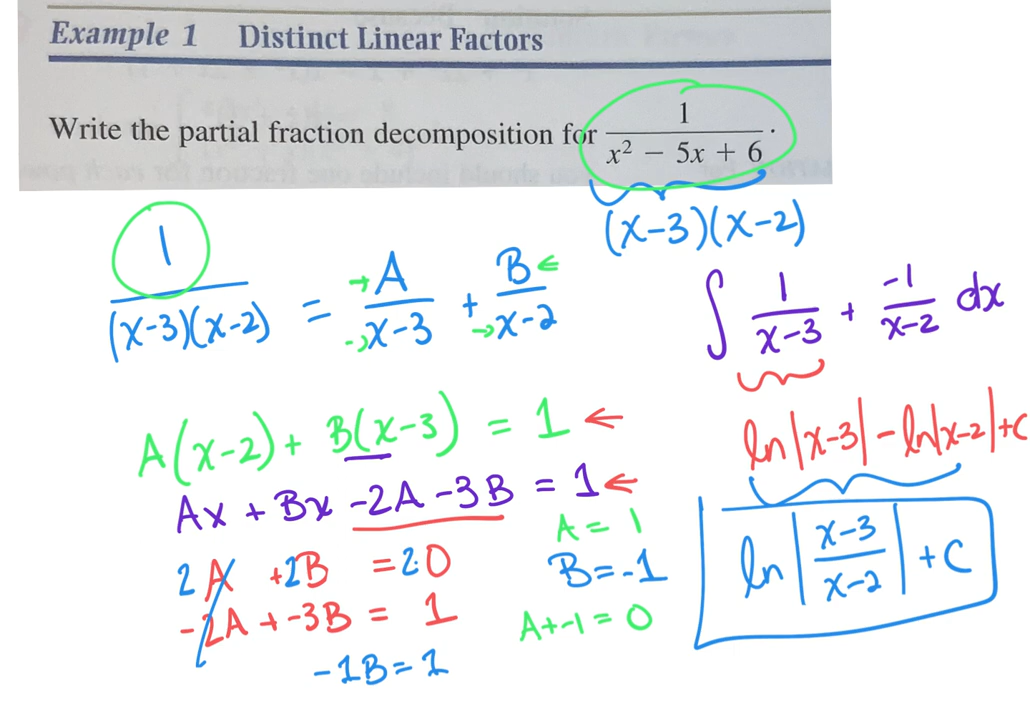 Example 1 Distinct Linear Factors
Write the partial fraction decomposition for 1/(x² − 5x + 6).
(x-3)(x-2)
1/((x-3)(x-2)) = A/(x-3) + B/(x-2)
∫ 1/(x-3) + -1/(x-2) dx
A(x-2) + B(x-3) = 1
ln|x-3| - ln|x-2| + C
Ax + Bx -2A -3B = 1
A = 1
B = -1
A + -1 = 0
2A +2B = 2·0
-2A + -3B = 1
-1B = 1
ln|(x-3)/(x-2)| + C